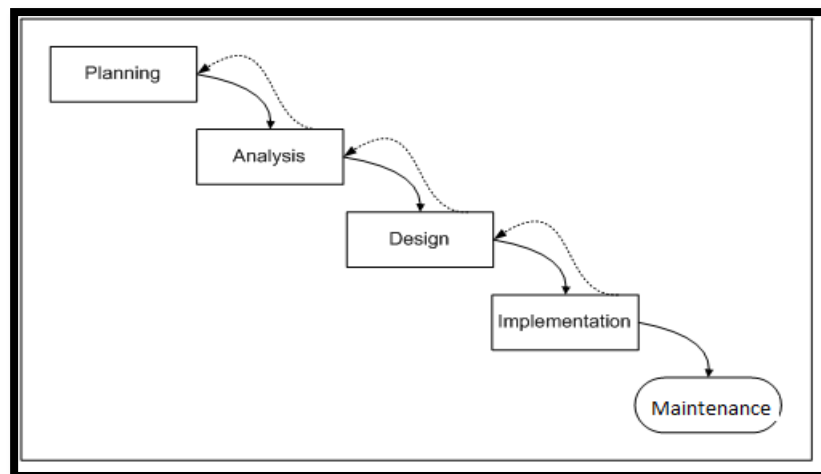 Planning
Analysis
Design
Implementation
Maintenance